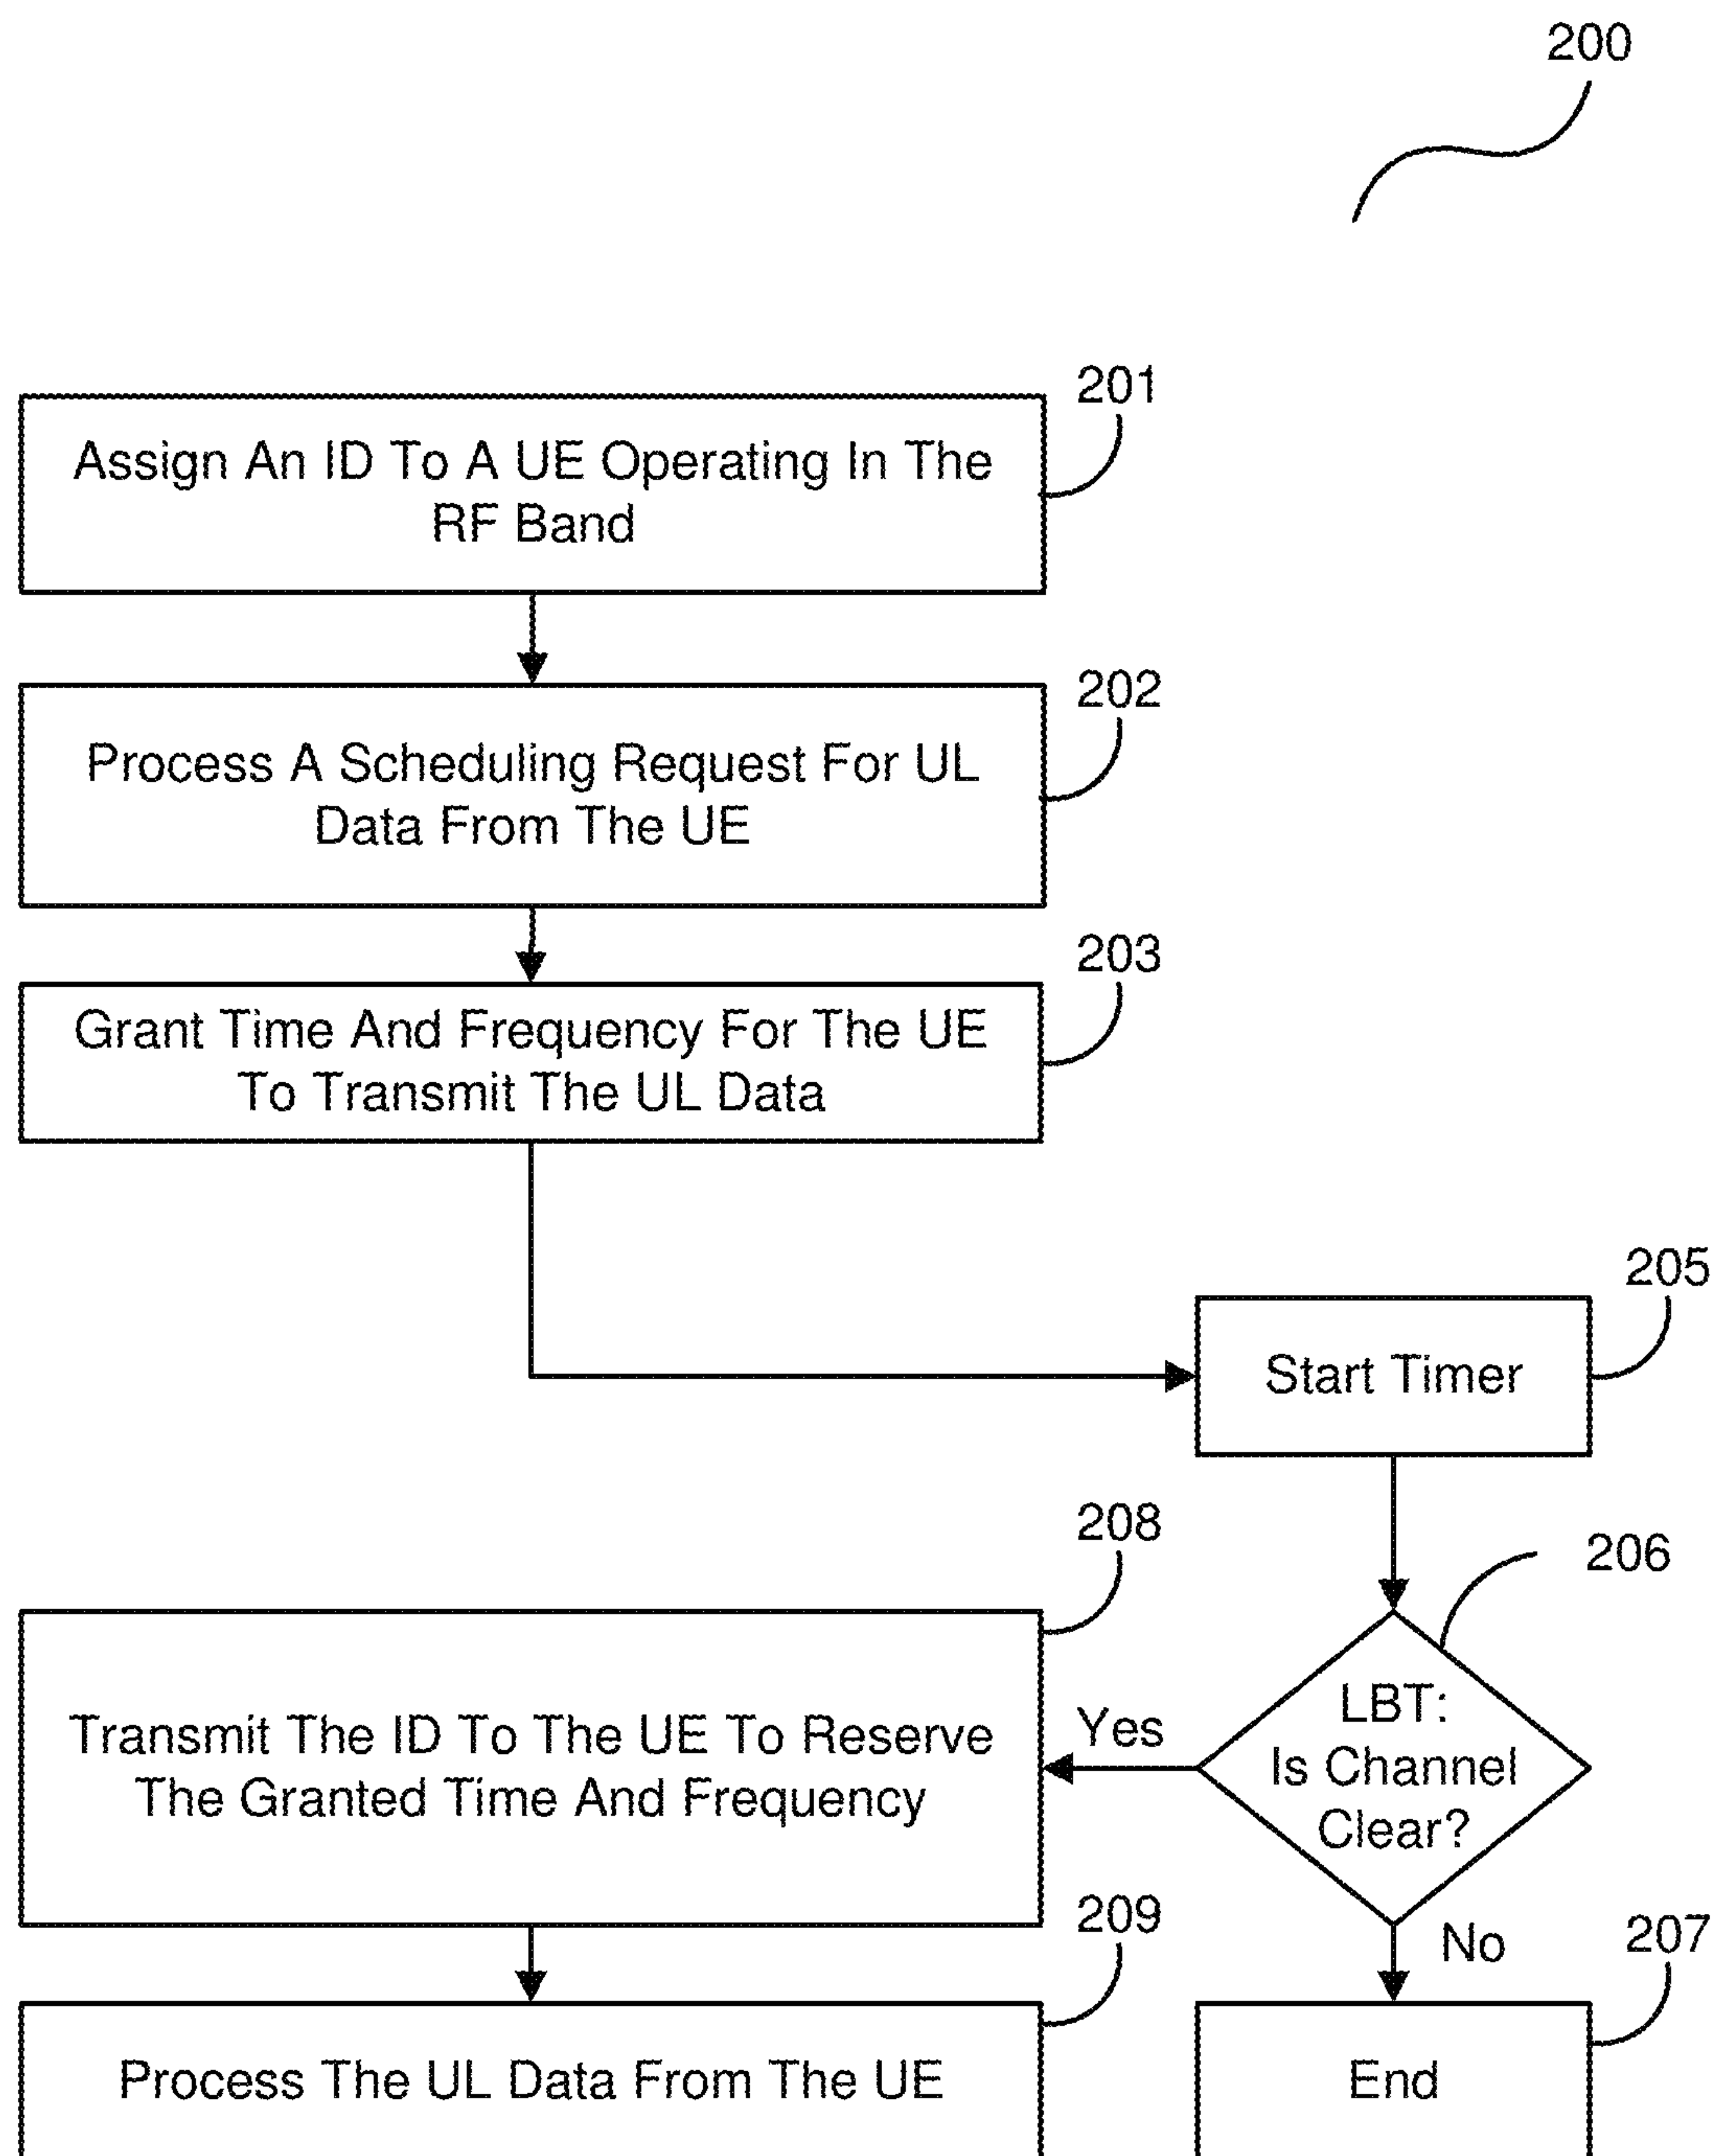 200
201
Assign An ID To A UE Operating In The
RF Band
202
Process A Scheduling Request For UL
Data From The UE
203
Grant Time And Frequency For The UE
To Transmit The UL Data
205
Start Timer
208
206
Transmit The ID To The UE To Reserve
The Granted Time And Frequency
Yes
LBT:
Is Channel
Clear?
209
No
207
Process The UL Data From The UE
End